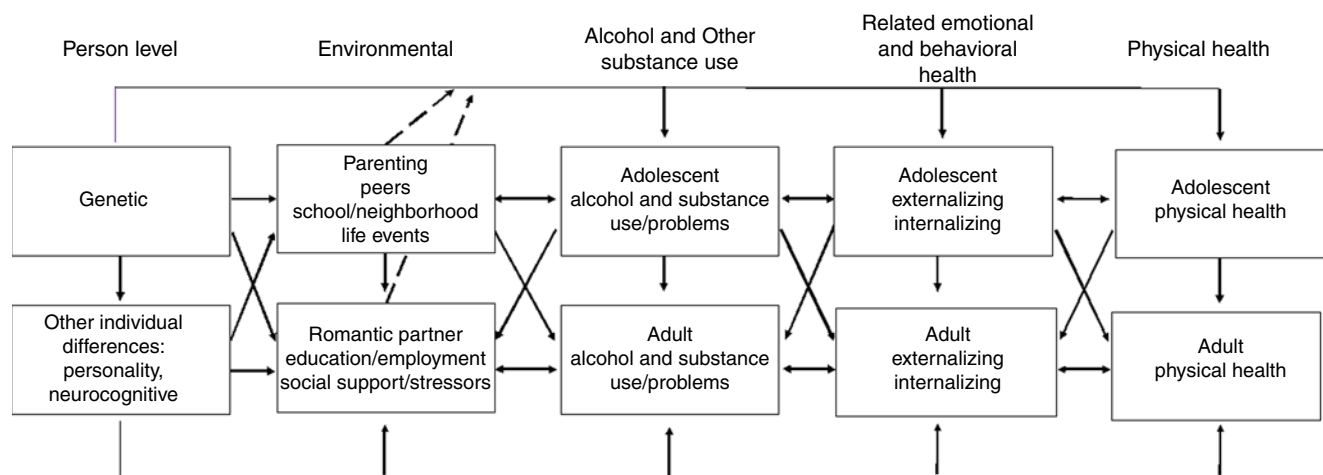 Person level
Environmental
Alcohol and Other
substance use
Related emotional
and behavioral
health
Physical health
Genetic
Parenting
peers
school/neighborhood
life events
Adolescent
alcohol and substance
use/problems
Adolescent
externalizing
internalizing
Adolescent
physical health
Other individual
differences:
personality,
neurocognitive
Romantic partner
education/employment
social support/stressors
Adult
alcohol and substance
use/problems
Adult
externalizing
internalizing
Adult
physical health